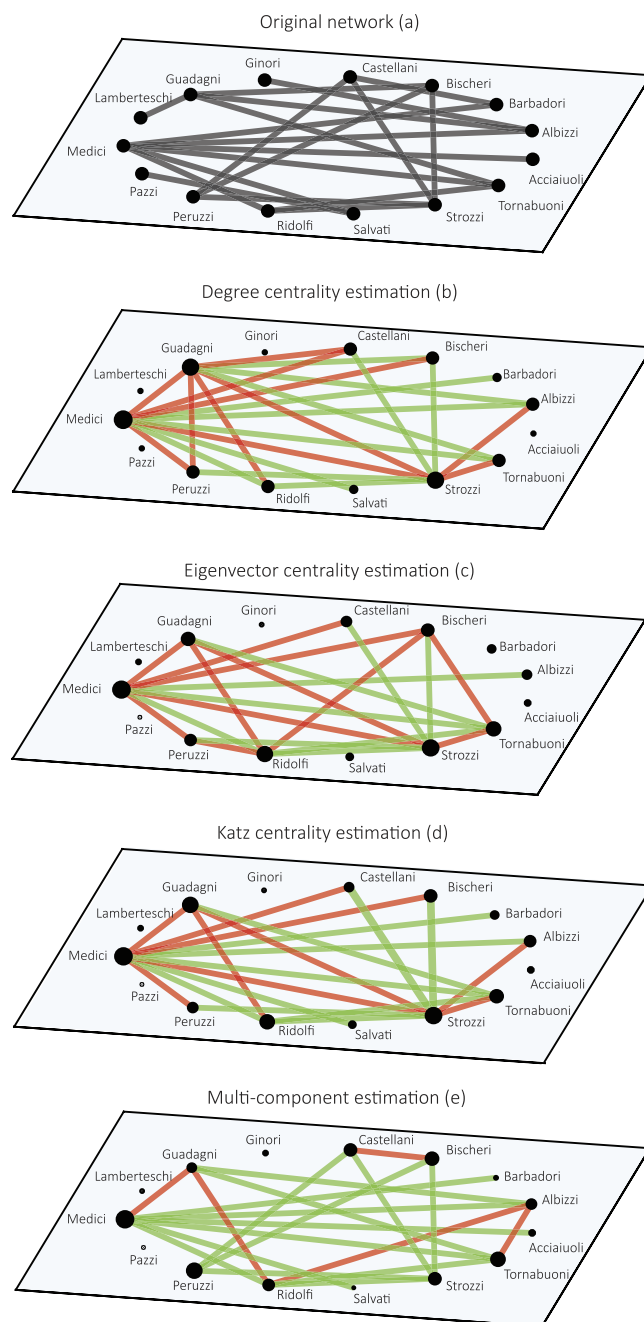 Original network (a)
Ginori
Castellani
Guadagni
Bischeri
Lamberteschi
Barbadori
Albizzi
Medici
Acciaiuoli
Pazzi
Tornabuoni
Peruzzi
Ridolfi
Salvati
Strozzi
Degree centrality estimation (b)
Ginori
Castellani
Guadagni
Bischeri
Lamberteschi
Barbadori
Albizzi
Medici
Acciaiuoli
Pazzi
Tornabuoni
Peruzzi
Ridolfi
Salvati
Strozzi
Eigenvector centrality estimation (c)
Ginori
Castellani
Guadagni
Bischeri
Lamberteschi
Barbadori
Albizzi
Medici
Acciaiuoli
Pazzi
Tornabuoni
Peruzzi
Ridolfi
Salvati
Strozzi
Katz centrality estimation (d)
Ginori
Castellani
Guadagni
Bischeri
Lamberteschi
Barbadori
Albizzi
Medici
Acciaiuoli
Pazzi
Tornabuoni
Peruzzi
Ridolfi
Salvati
Strozzi
Multi-component estimation (e)
Ginori
Castellani
Guadagni
Bischeri
Lamberteschi
Barbadori
Albizzi
Medici
Acciaiuoli
Pazzi
Tornabuoni
Peruzzi
Ridolfi
Salvati
Strozzi